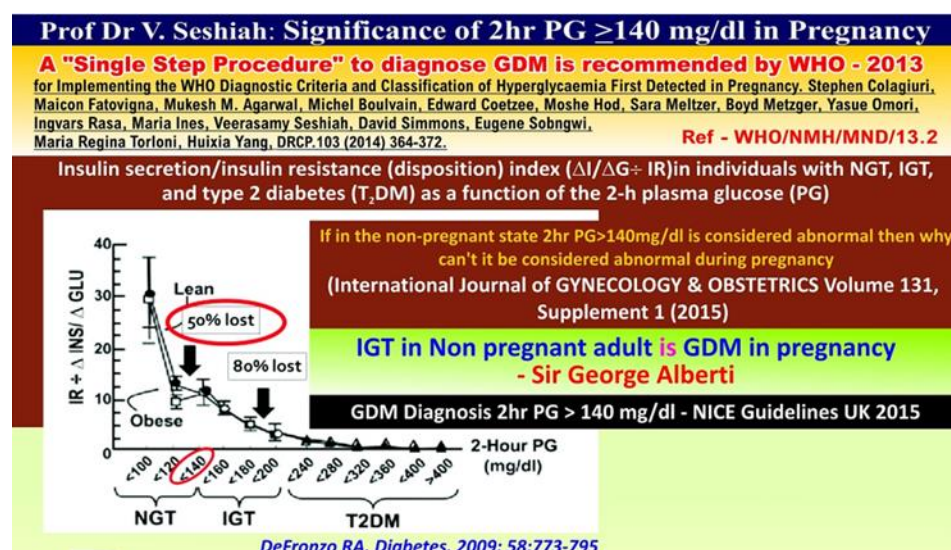 Prof Dr V. Seshiah: Significance of 2hr PG ≥140 mg/dl in Pregnancy
A "Single Step Procedure" to diagnose GDM is recommended by WHO - 2013
for Implementing the WHO Diagnostic Criteria and Classification of Hyperglycaemia First Detected in Pregnancy. Stephen Colagiuri,
Maicon Fatovigna, Mukesh M. Agarwal, Michel Boulvain, Edward Coetzee, Moshe Hod, Sara Meltzer, Boyd Metzger, Yasue Omori,
Ingvars Rasa, Maria Ines, Veerasamy Seshiah, David Simmons, Eugene Sobngwi,
Maria Regina Torloni, Huixia Yang, DRCP.103 (2014) 364-372.
Ref - WHO/NMH/MND/13.2
Insulin secretion/insulin resistance (disposition) index (ΔI/ΔG÷ IR)in individuals with NGT, IGT,
and type 2 diabetes (T₂DM) as a function of the 2-h plasma glucose (PG)
If in the non-pregnant state 2hr PG>140mg/dl is considered abnormal then why
can't it be considered abnormal during pregnancy
(International Journal of GYNECOLOGY & OBSTETRICS Volume 131,
Supplement 1 (2015)
IGT in Non pregnant adult is GDM in pregnancy
- Sir George Alberti
GDM Diagnosis 2hr PG > 140 mg/dl - NICE Guidelines UK 2015
IR ÷ Δ INS/ Δ GLU
40
30
20
10
0
Lean
50% lost
80% lost
Obese
2-Hour PG
(mg/dl)
<100 <120 <140 <160 <180 <200 <240 <280 <320 <360 <400 >400
NGT IGT T2DM
DeFronzo RA. Diabetes. 2009; 58:773-795